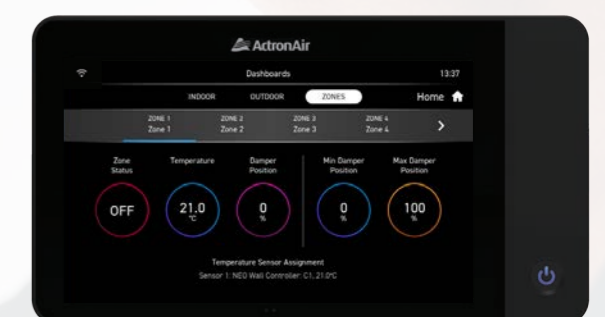 ActronAir
Dashboards 13:37
INDOOR OUTDOOR ZONES Home
ZONE 1 ZONE 2 ZONE 3 ZONE 4
Zone 1 Zone 2 Zone 3 Zone 4
Zone Status Temperature Damper Position Min Damper Position Max Damper Position
OFF 21.0 °C 0 % 0 % 100 %
Temperature Sensor Assignment
Sensor 1: NEO Wall Controller: C1, 21.0°C